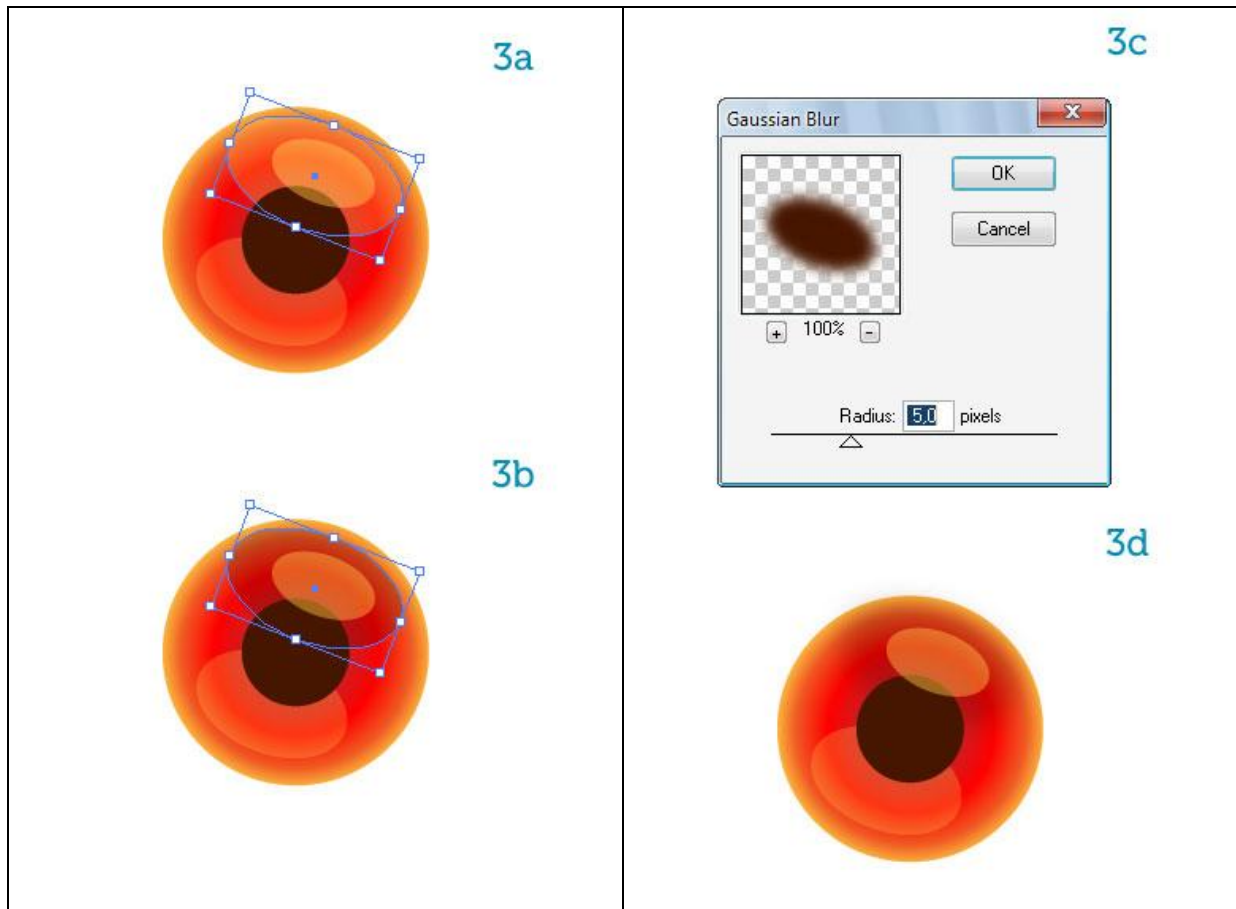 3a
3b
3c
Gaussian Blur
OK
Cancel
+ 100% -
Radius: 5,0 pixels
3d